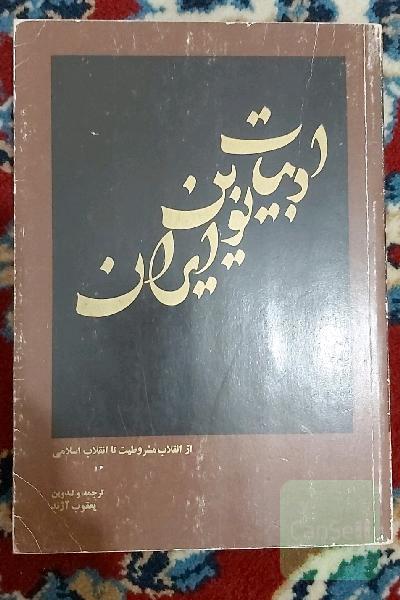 ادبیات
نوین
ایران
از انقلاب مشروطیت تا انقلاب اسلامی
ترجمه و تدوین
یعقوب آژند